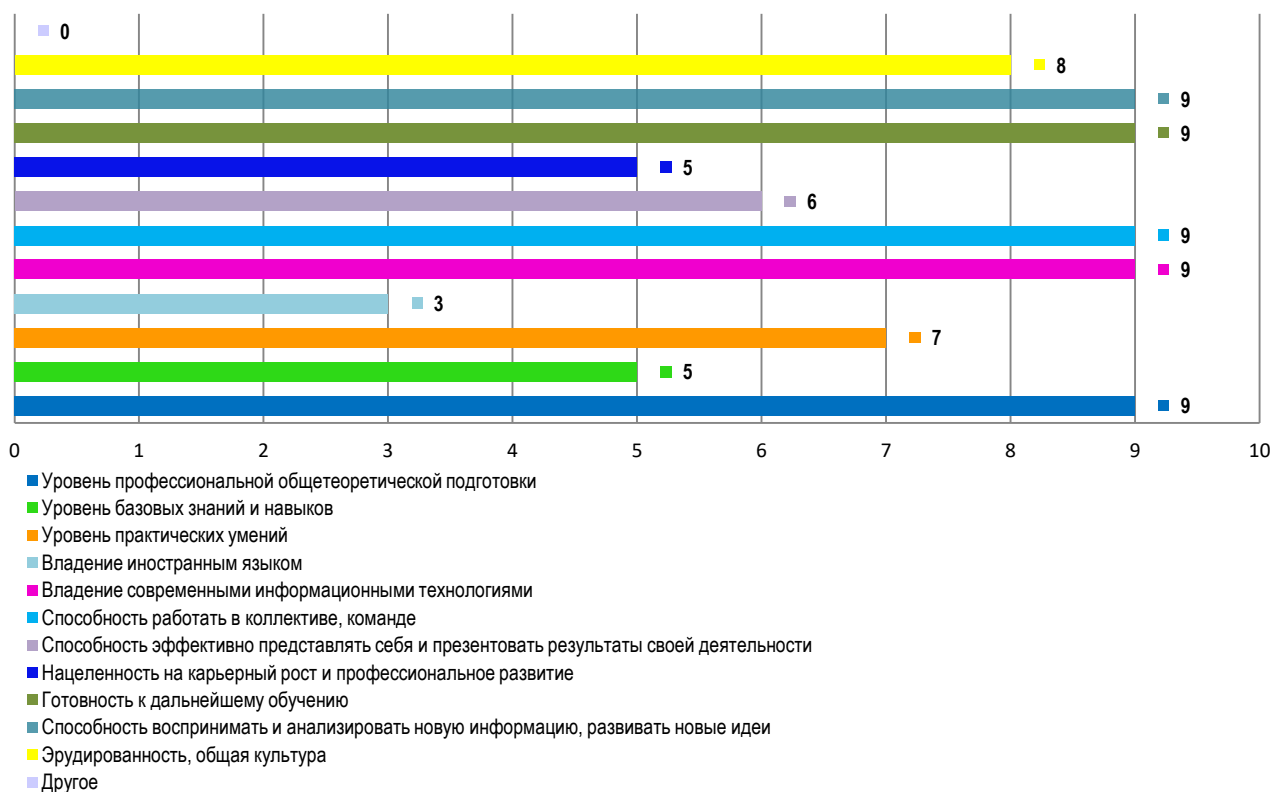 0
8
9
9
5
6
9
9
3
7
5
9
0 1 2 3 4 5 6 7 8 9 10
Уровень профессиональной общетеоретической подготовки
Уровень базовых знаний и навыков
Уровень практических умений
Владение иностранным языком
Владение современными информационными технологиями
Способность работать в коллективе, команде
Способность эффективно представлять себя и презентовать результаты своей деятельности
Нацеленность на карьерный рост и профессиональное развитие
Готовность к дальнейшему обучению
Способность воспринимать и анализировать новую информацию, развивать новые идеи
Эрудированность, общая культура
Другое